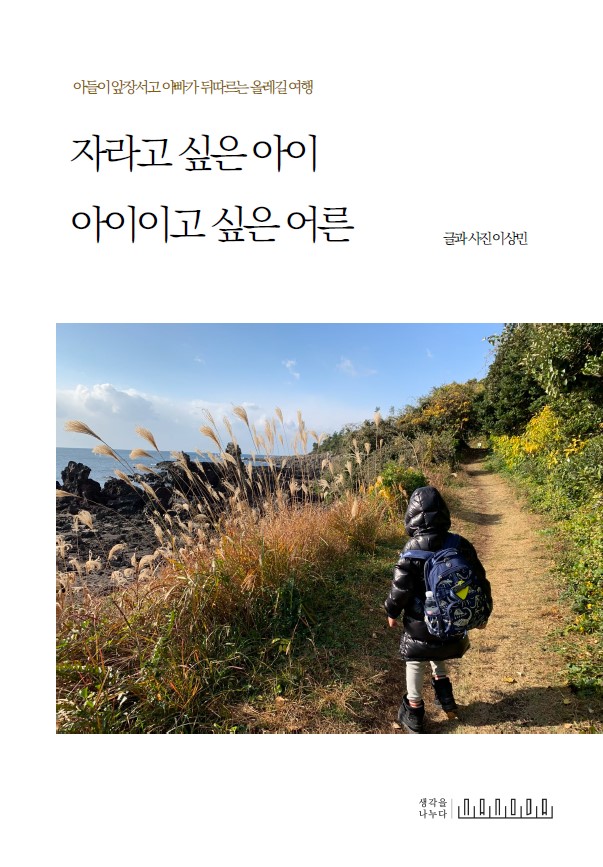 아들이 앞장서고 아빠가 뒤따르는 올레길 여행
자라고 싶은 아이
아이이고 싶은 어른
글과 사진 이상민
생각을
나누다
NANODA